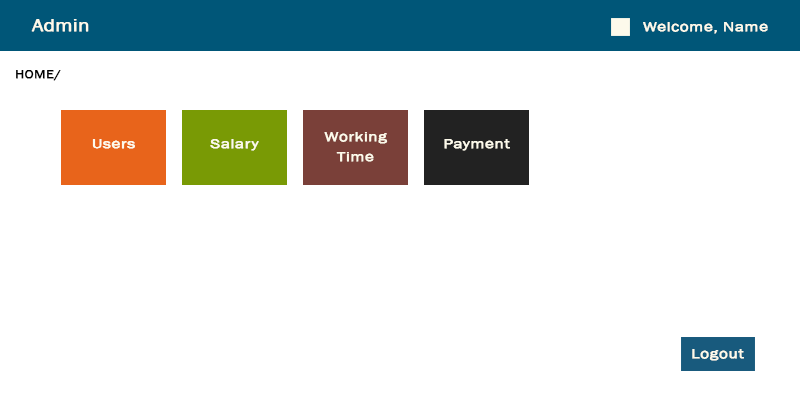 Admin
Welcome, Name
HOME/
Users
Salary
Working
Time
Payment
Logout